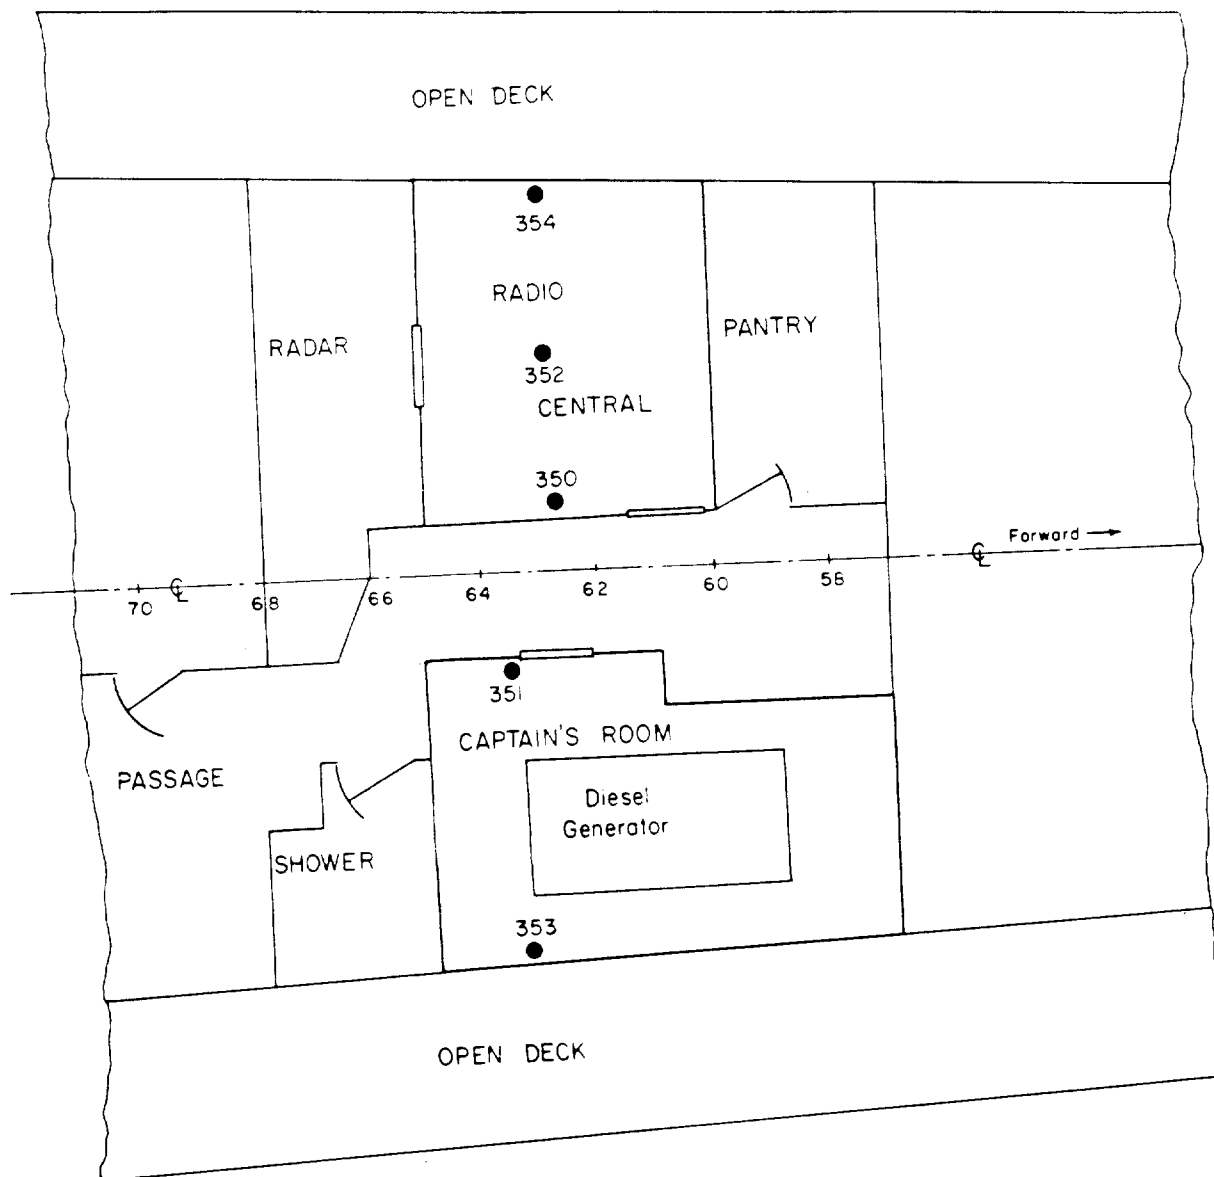 OPEN DECK
354
RADIO
PANTRY
RADAR
352
CENTRAL
350
Forward
℄
℄
70
68
66
64
62
60
58
351
CAPTAIN'S ROOM
PASSAGE
Diesel
Generator
SHOWER
353
OPEN DECK